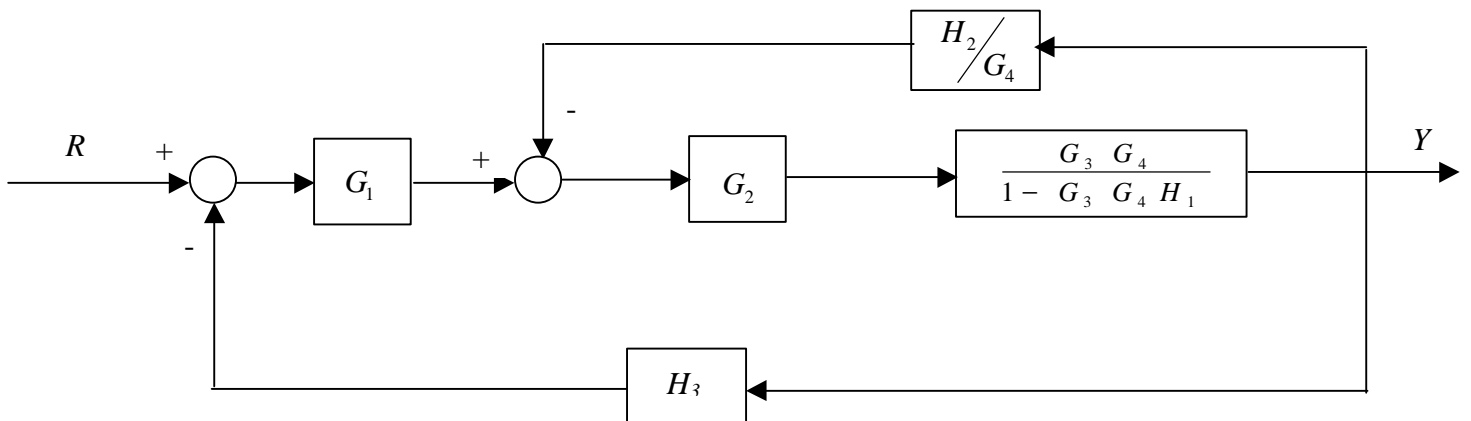 H₂/G₄
-
R
+
G₁
+
G₂
G₃ G₄
1 - G₃ G₄ H₁
Y
-
H₃